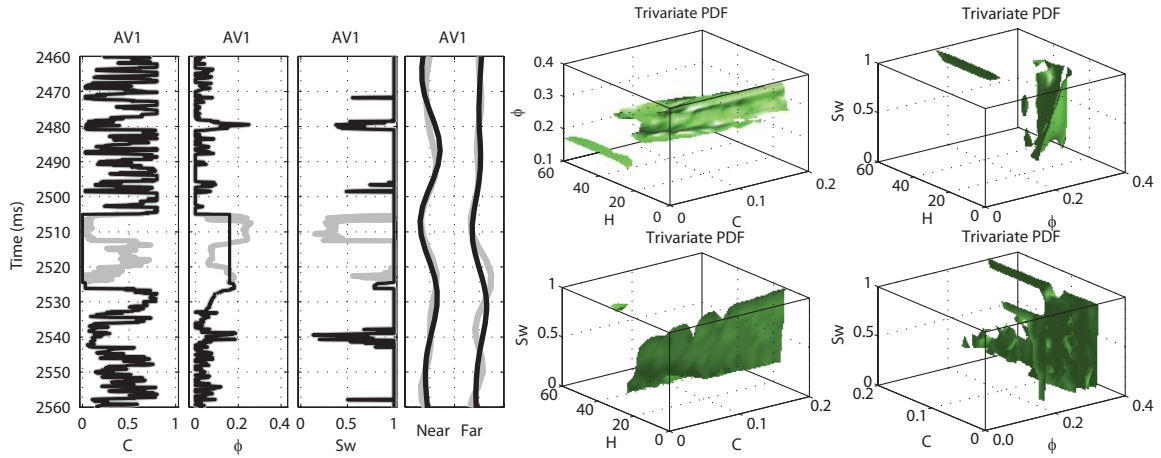 AV1
AV1
AV1
AV1
Time (ms)
2460
2470
2480
2490
2500
2510
2520
2530
2540
2550
2560
0 0.5 1
C
0 0.2 0.4
ϕ
0 0.5 1
Sw
Near Far
Trivariate PDF
ϕ
0.4
0.3
0.2
0.1
60
40
20
0
H
0
0.1
0.2
C
Trivariate PDF
Sw
1
0.5
0
60
40
20
0
H
0
0.2
0.4
ϕ
Trivariate PDF
Sw
1
0.5
0
60
40
20
0
H
0
0.1
0.2
C
Trivariate PDF
Sw
1
0.5
0
0.2
0.1
0
C
0.0
0.2
0.4
ϕ